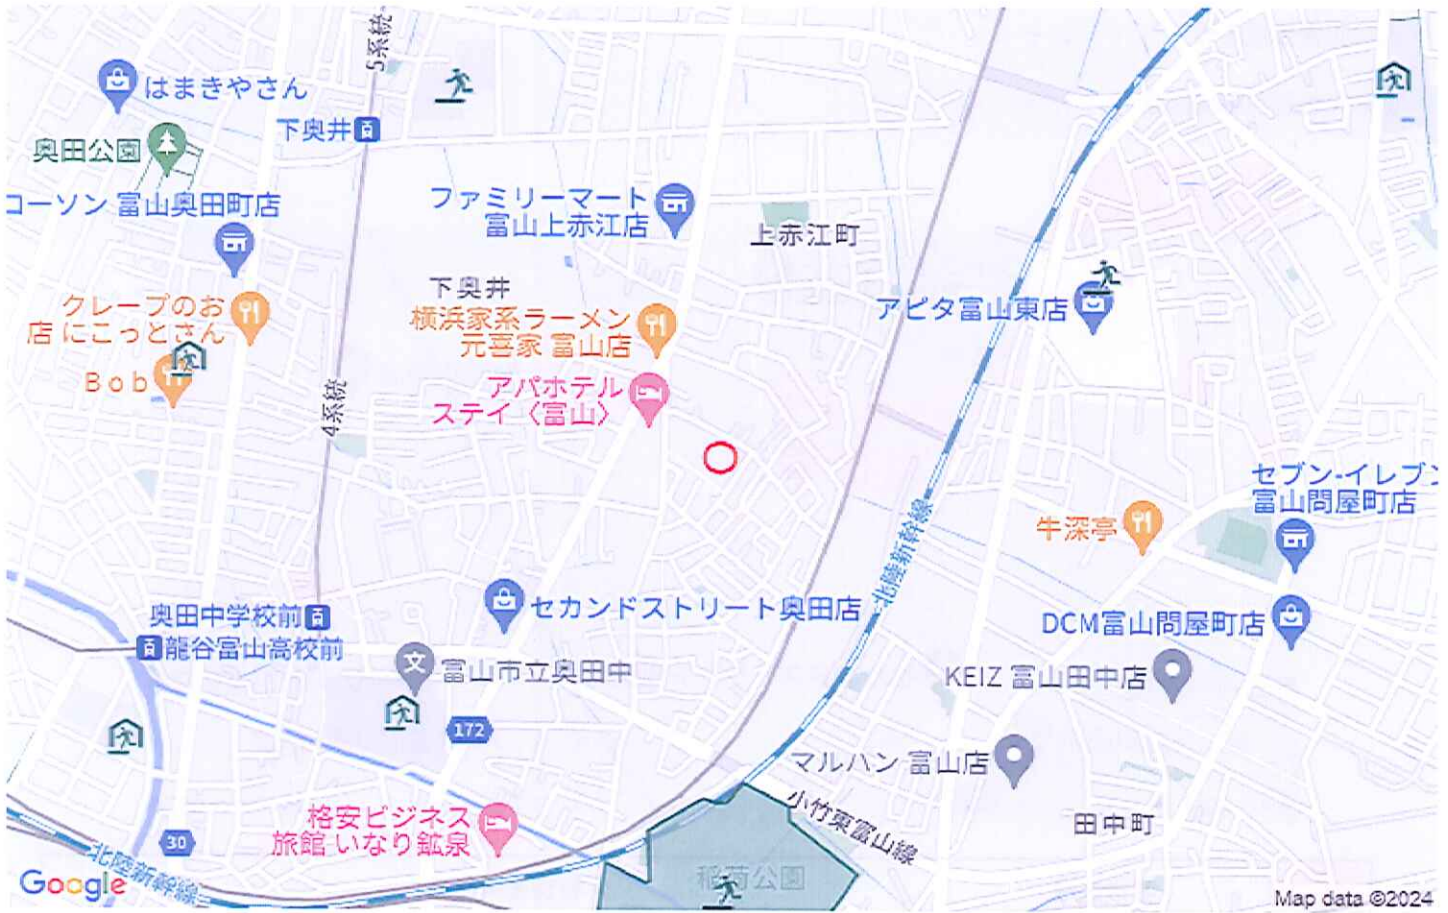 5系統
はまきやさん
下奥井
奥田公園
ローソン 富山奥田町店
ファミリーマート
富山上赤江店
上赤江町
下奥井
クレープのお
店 にこっとさん
横浜家系ラーメン
元喜家 富山店
アピタ富山東店
Bob
アパホテル
ステイ〈富山〉
4系統
セブン-イレブン
富山問屋町店
牛深亭
北陸新幹線
奥田中学校前
龍谷富山高校前
セカンドストリート奥田店
DCM富山問屋町店
富山市立奥田中
KEIZ 富山田中店
172
マルハン 富山店
小竹東富山線
田中町
格安ビジネス
旅館 いなり鉱泉
30
北陸新幹線
稲荷公園
Google
Map data ©2024